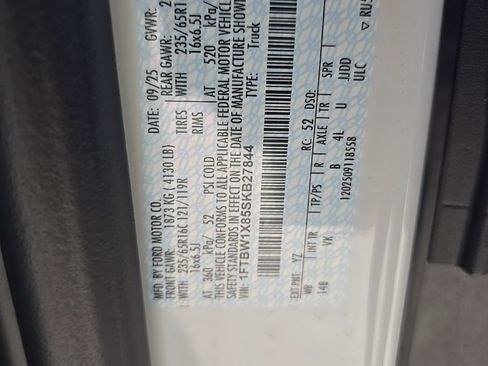 MFD. BY FORD MOTOR CO.
DATE: 09/25 GVWR:
FRONT GAWR: 1873 KG ( 4130 LB) REAR GAWR: 2
WITH 235/65R16C 121/119R TIRES WITH 235/65R1
16x6.5J RIMS 16x6.5J
AT 360 kPa/ 52 PSI COLD AT 520 kPa/
THIS VEHICLE CONFORMS TO ALL APPLICABLE FEDERAL MOTOR VEHICLE
SAFETY STANDARDS IN EFFECT ON THE DATE OF MANUFACTURE SHOWN
VIN: 1FTBW1X85SKB27844 Truck
EXT PNT: YZ RC: 52 DSO:
WB INT TR TP/PS R AXLE TR SPR
148 VK B 4L U JJDD
1202509118558 ULC
▽ RU5